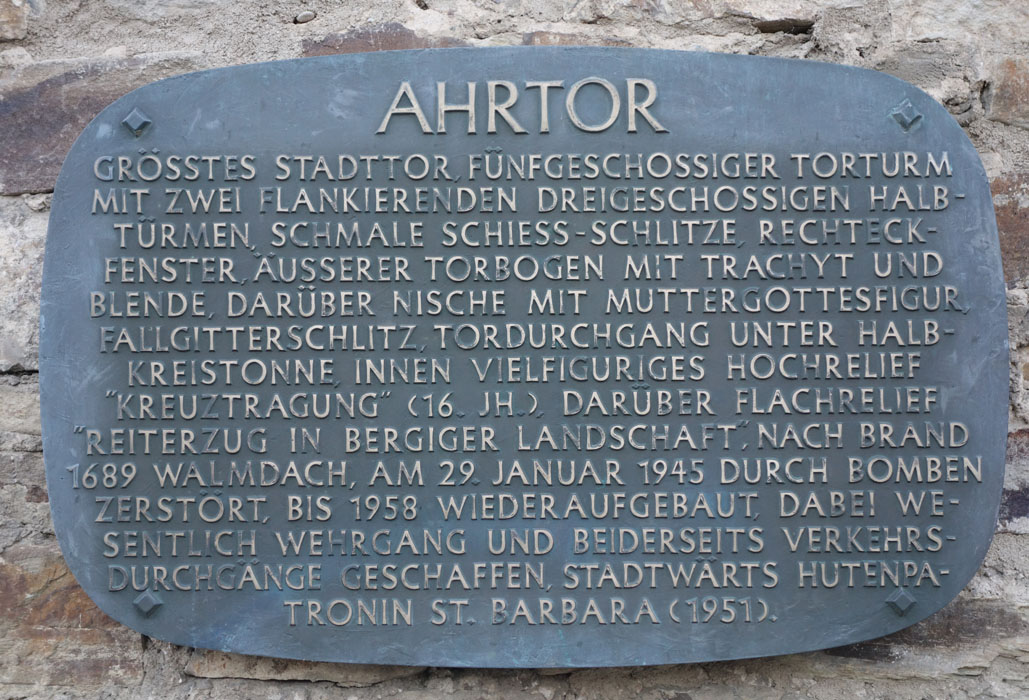 AHRTOR
GRÖSSTES STADTTOR, FÜNFGESCHOSSIGER TORTURM
MIT ZWEI FLANKIERENDEN DREIGESCHOSSIGEN HALB-
TÜRMEN, SCHMALE SCHIESS-SCHLITZE, RECHTECK-
FENSTER, ÄUSSERER TORBOGEN MIT TRACHYT UND
BLENDE, DARÜBER NISCHE MIT MUTTERGOTTESFIGUR,
FALLGITTERSCHLITZ, TORDURCHGANG UNTER HALB-
KREISTONNE, INNEN VIELFIGURIGES HOCHRELIEF
"KREUZTRAGUNG" (16. JH.), DARÜBER FLACHRELIEF
"REITERZUG IN BERGIGER LANDSCHAFT", NACH BRAND
1689 WALMDACH, AM 29. JANUAR 1945 DURCH BOMBEN
ZERSTÖRT, BIS 1958 WIEDERAUFGEBAUT, DABEI WE-
SENTLICH WEHRGANG UND BEIDERSEITS VERKEHRS-
DURCHGÄNGE GESCHAFFEN, STADTWÄRTS HÜTENPA-
TRONIN ST. BARBARA (1951).